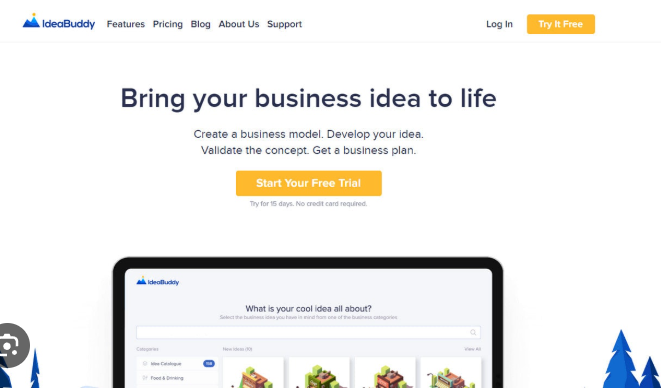 IdeaBuddy Features Pricing Blog About Us Support Log In Try It Free
Bring your business idea to life
Create a business model. Develop your idea.
Validate the concept. Get a business plan.
Start Your Free Trial
Try for 15 days. No credit card required.
IdeaBuddy
What is your cool idea all about?
Select the business idea you have in mind from one of the business categories
Categories New Ideas View All
Idea Catalogue
Food & Drinking